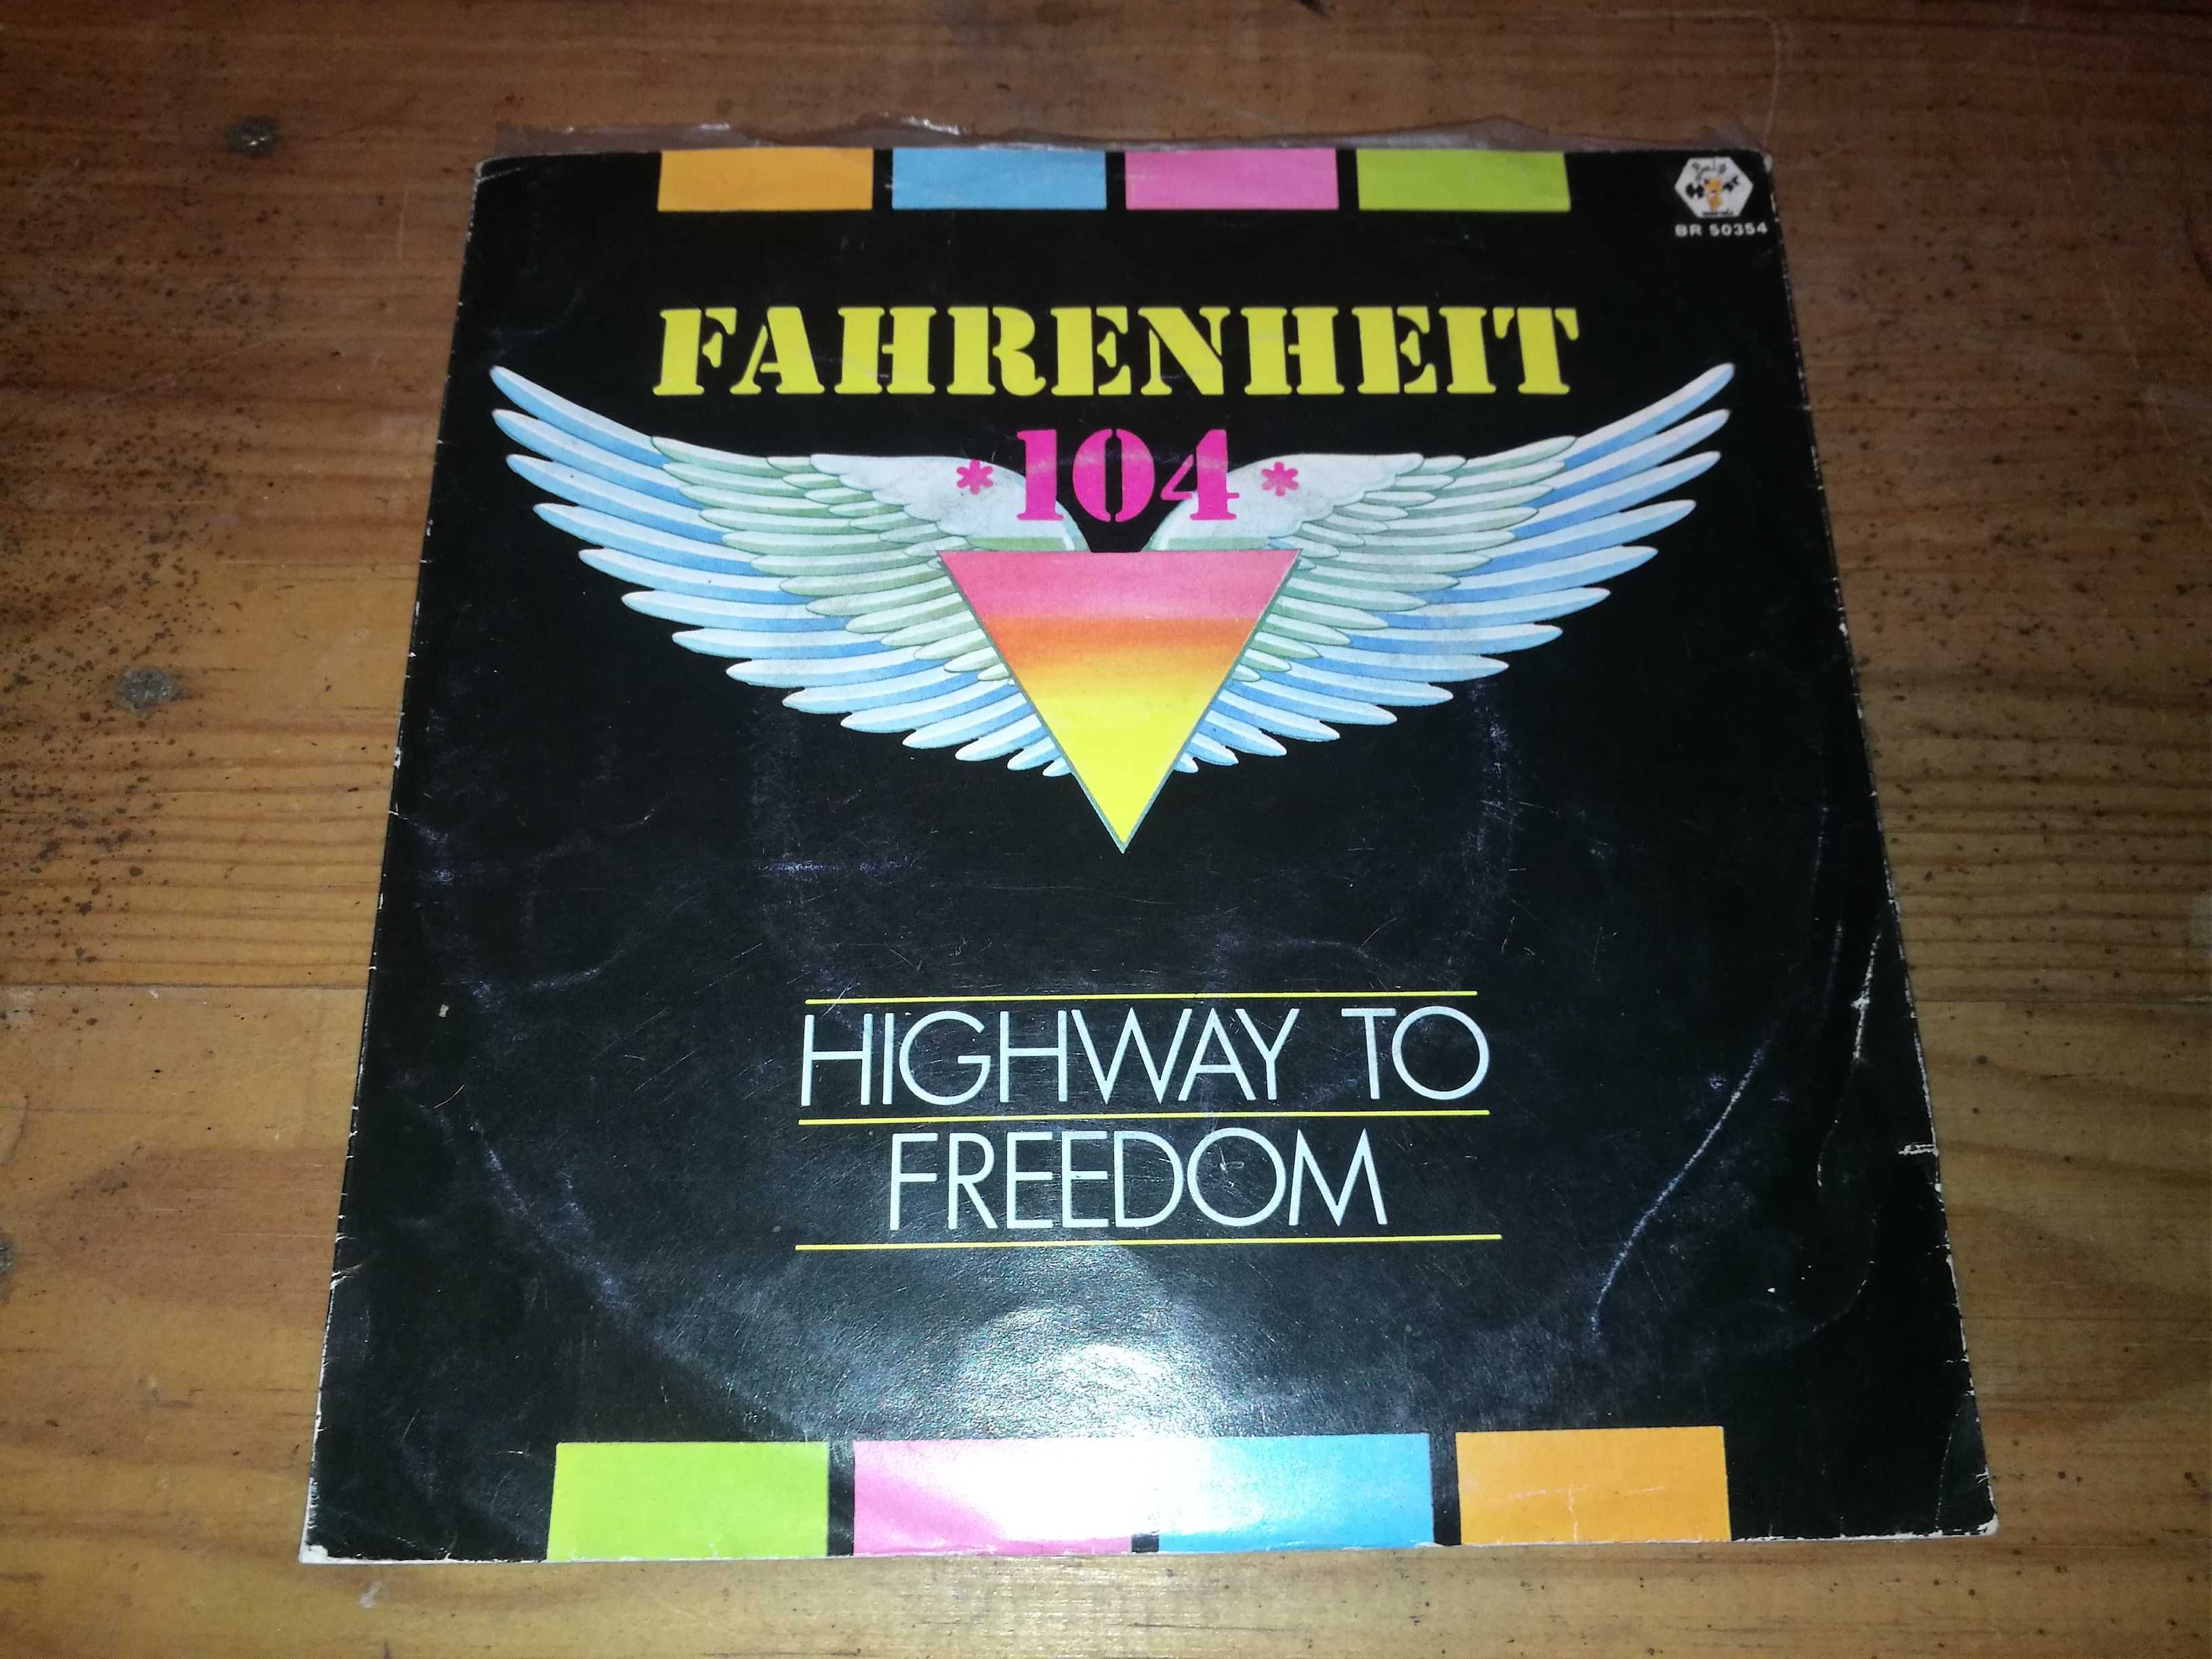 BR 50354
FAHRENHEIT
*104*
HIGHWAY TO
FREEDOM